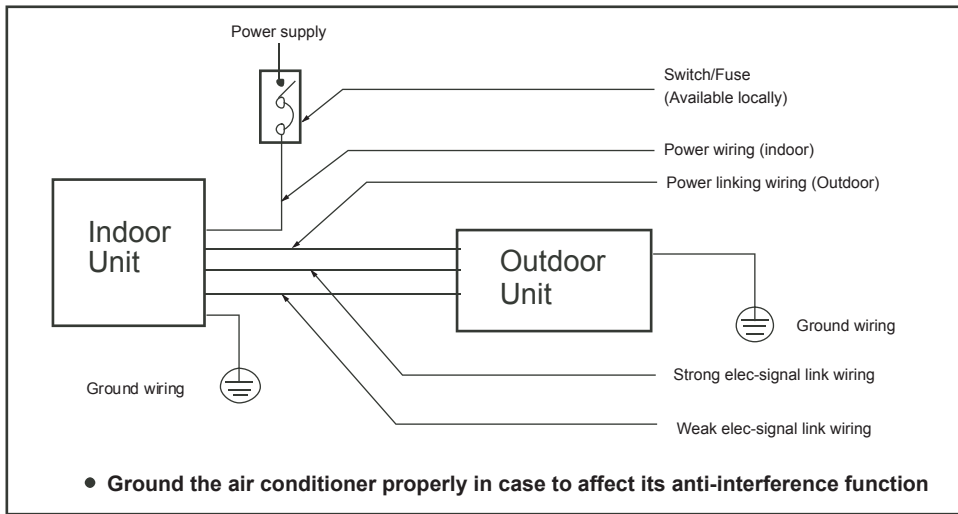 Power supply
Switch/Fuse
(Available locally)
Power wiring (indoor)
Power linking wiring (Outdoor)
Indoor
Unit
Outdoor
Unit
Ground wiring
Ground wiring
Strong elec-signal link wiring
Weak elec-signal link wiring
● Ground the air conditioner properly in case to affect its anti-interference function